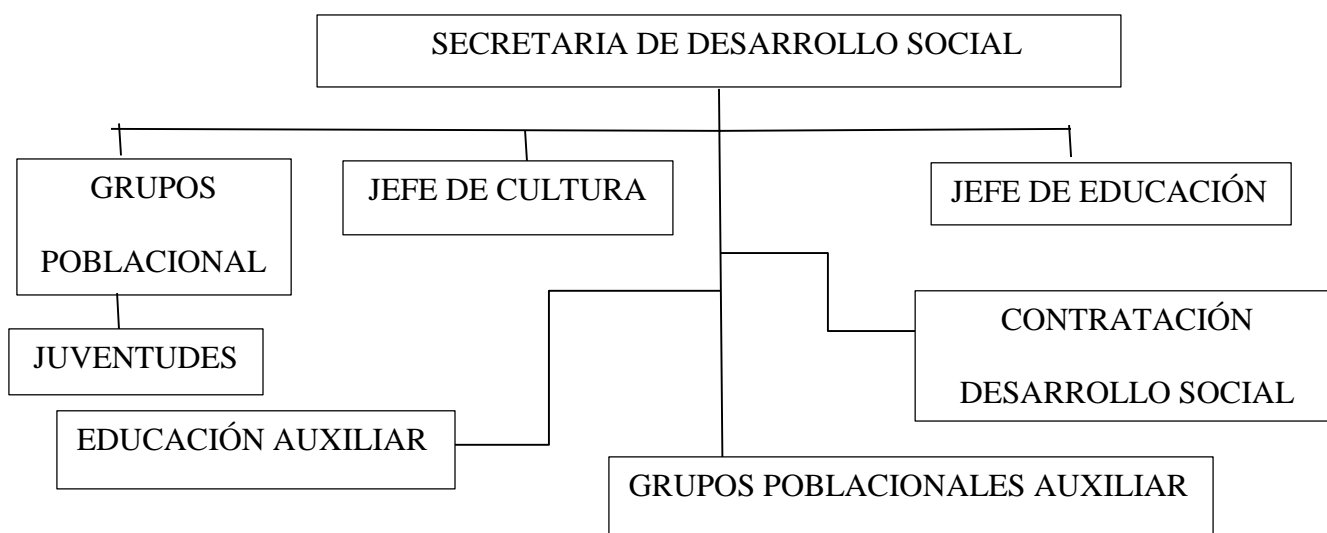 SECRETARIA DE DESARROLLO SOCIAL
GRUPOS
POBLACIONAL
JEFE DE CULTURA
JEFE DE EDUCACIÓN
JUVENTUDES
CONTRATACIÓN
DESARROLLO SOCIAL
EDUCACIÓN AUXILIAR
GRUPOS POBLACIONALES AUXILIAR